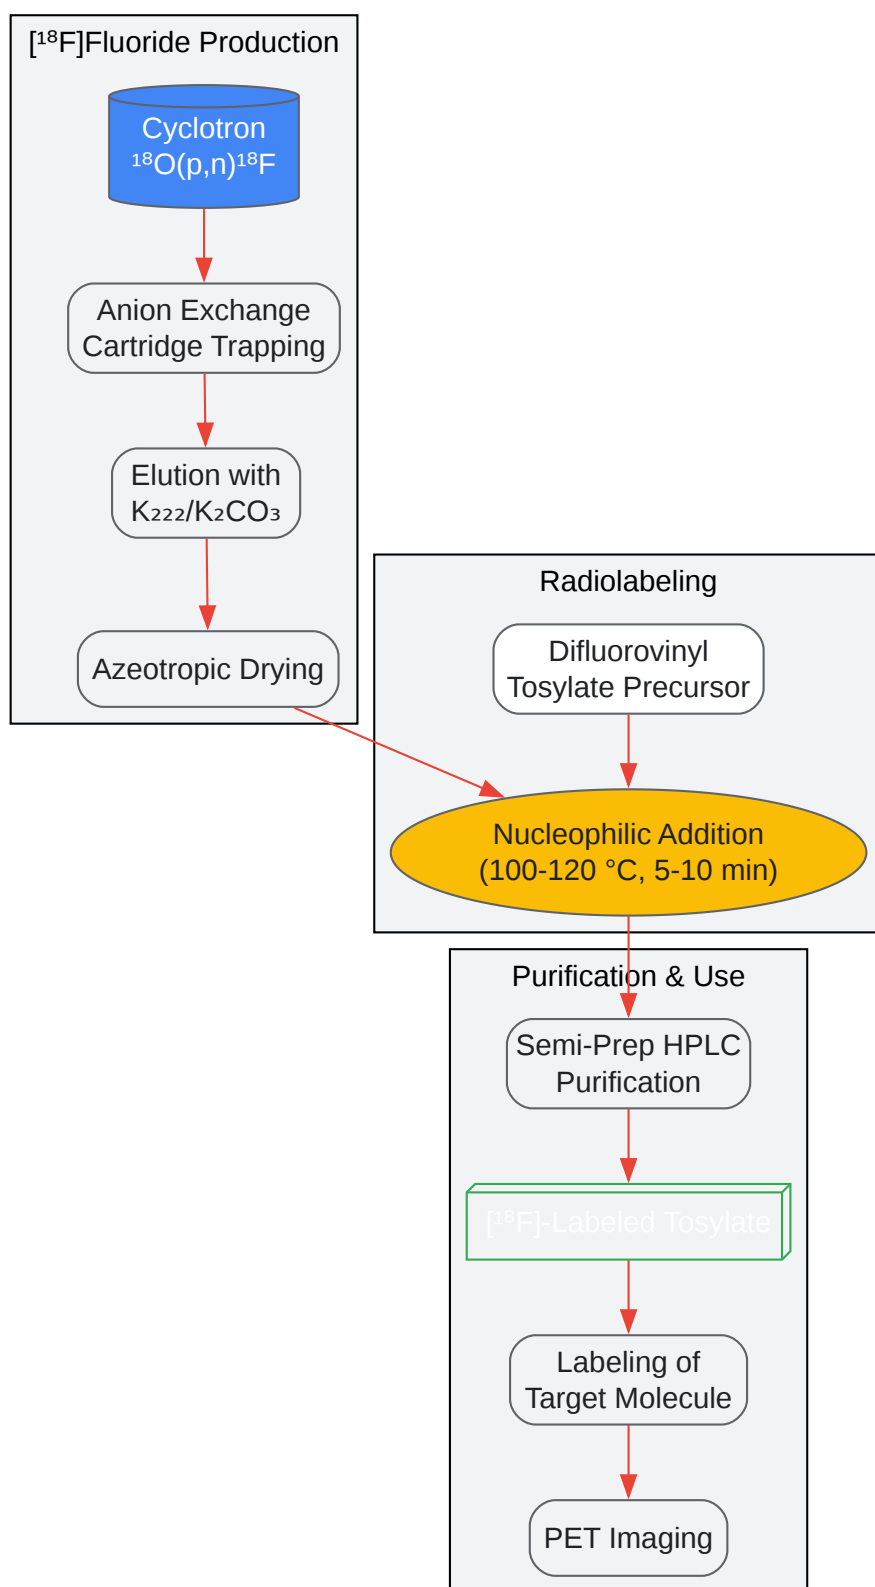 [¹⁸F]Fluoride Production
Cyclotron
¹⁸O(p,n)¹⁸F
Anion Exchange
Cartridge Trapping
Elution with
K₂₂₂/K₂CO₃
Azeotropic Drying
Radiolabeling
Difluorovinyl
Tosylate Precursor
Nucleophilic Addition
(100-120 °C, 5-10 min)
Purification & Use
Semi-Prep HPLC
Purification
[¹⁸F]-Labeled Tosylate
Labeling of
Target Molecule
PET Imaging